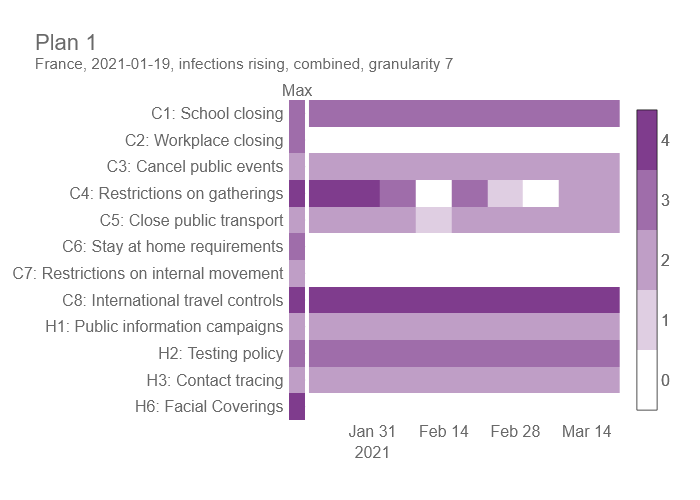 Plan 1
France, 2021-01-19, infections rising, combined, granularity 7
Max
C1: School closing
C2: Workplace closing
C3: Cancel public events
C4: Restrictions on gatherings
C5: Close public transport
C6: Stay at home requirements
C7: Restrictions on internal movement
C8: International travel controls
H1: Public information campaigns
H2: Testing policy
H3: Contact tracing
H6: Facial Coverings
4
3
2
1
0
Jan 31 Feb 14 Feb 28 Mar 14
2021